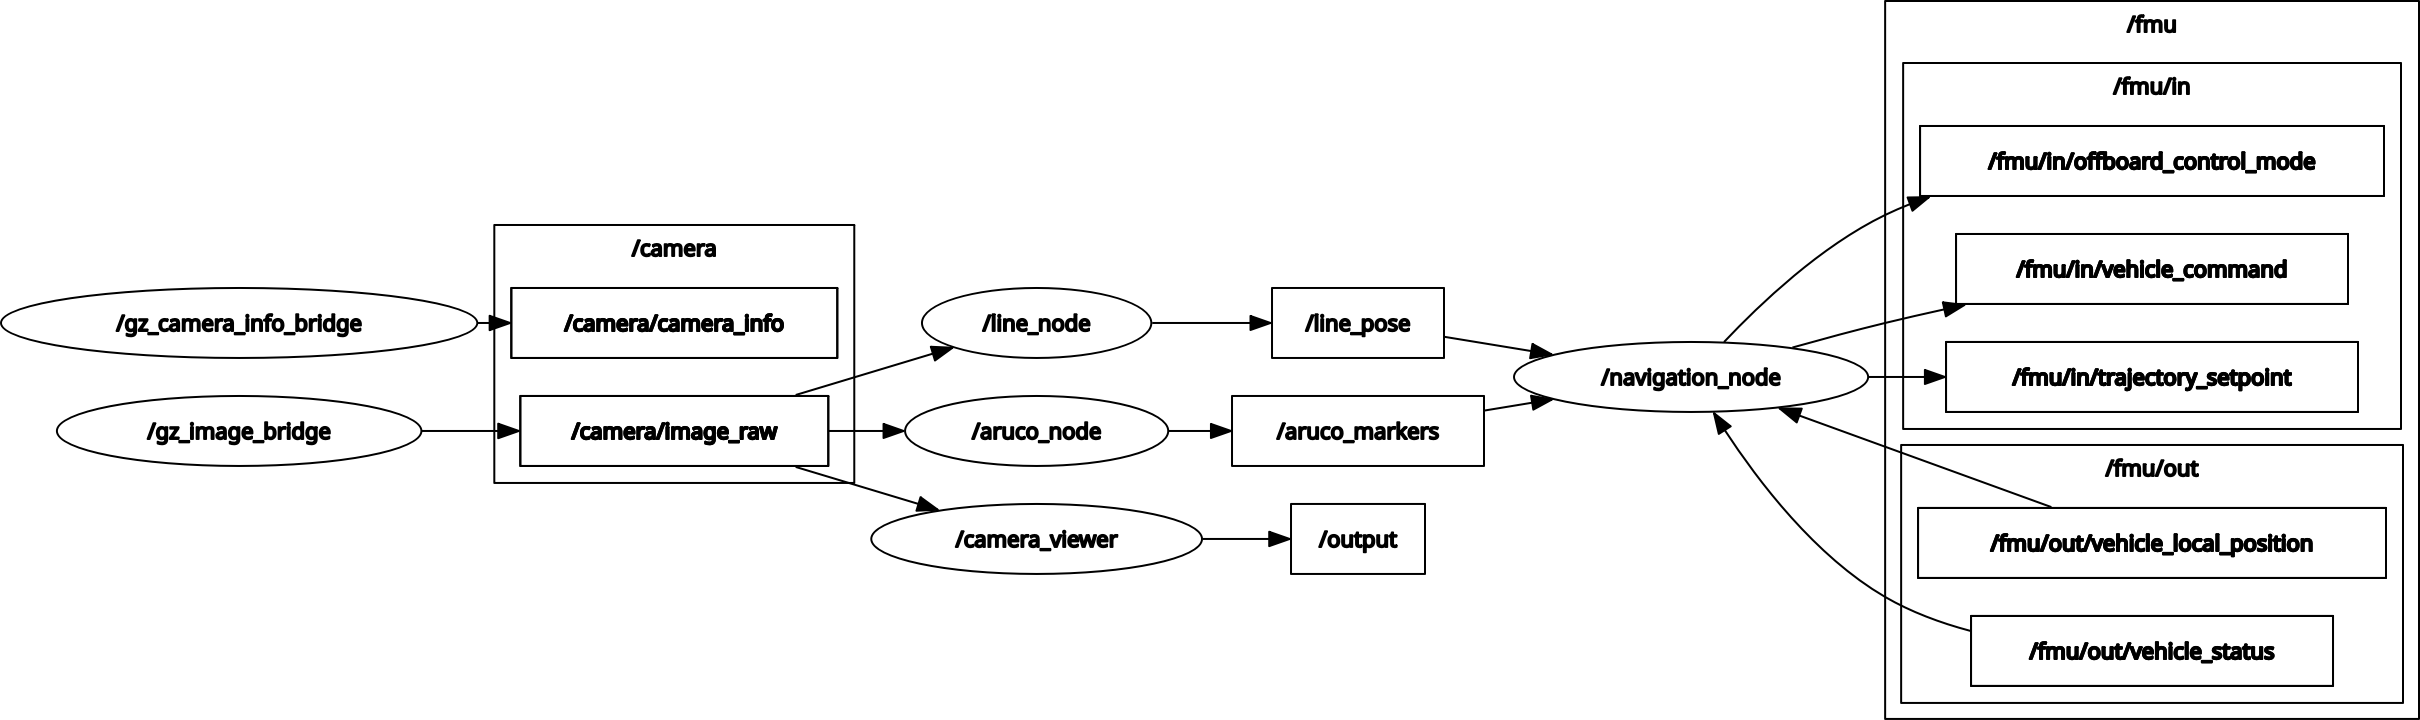 /fmu
/fmu/in
/fmu/in/offboard_control_mode
/camera
/fmu/in/vehicle_command
/gz_camera_info_bridge
/camera/camera_info
/line_node
/line_pose
/navigation_node
/fmu/in/trajectory_setpoint
/gz_image_bridge
/camera/image_raw
/aruco_node
/aruco_markers
/fmu/out
/camera_viewer
/output
/fmu/out/vehicle_local_position
/fmu/out/vehicle_status